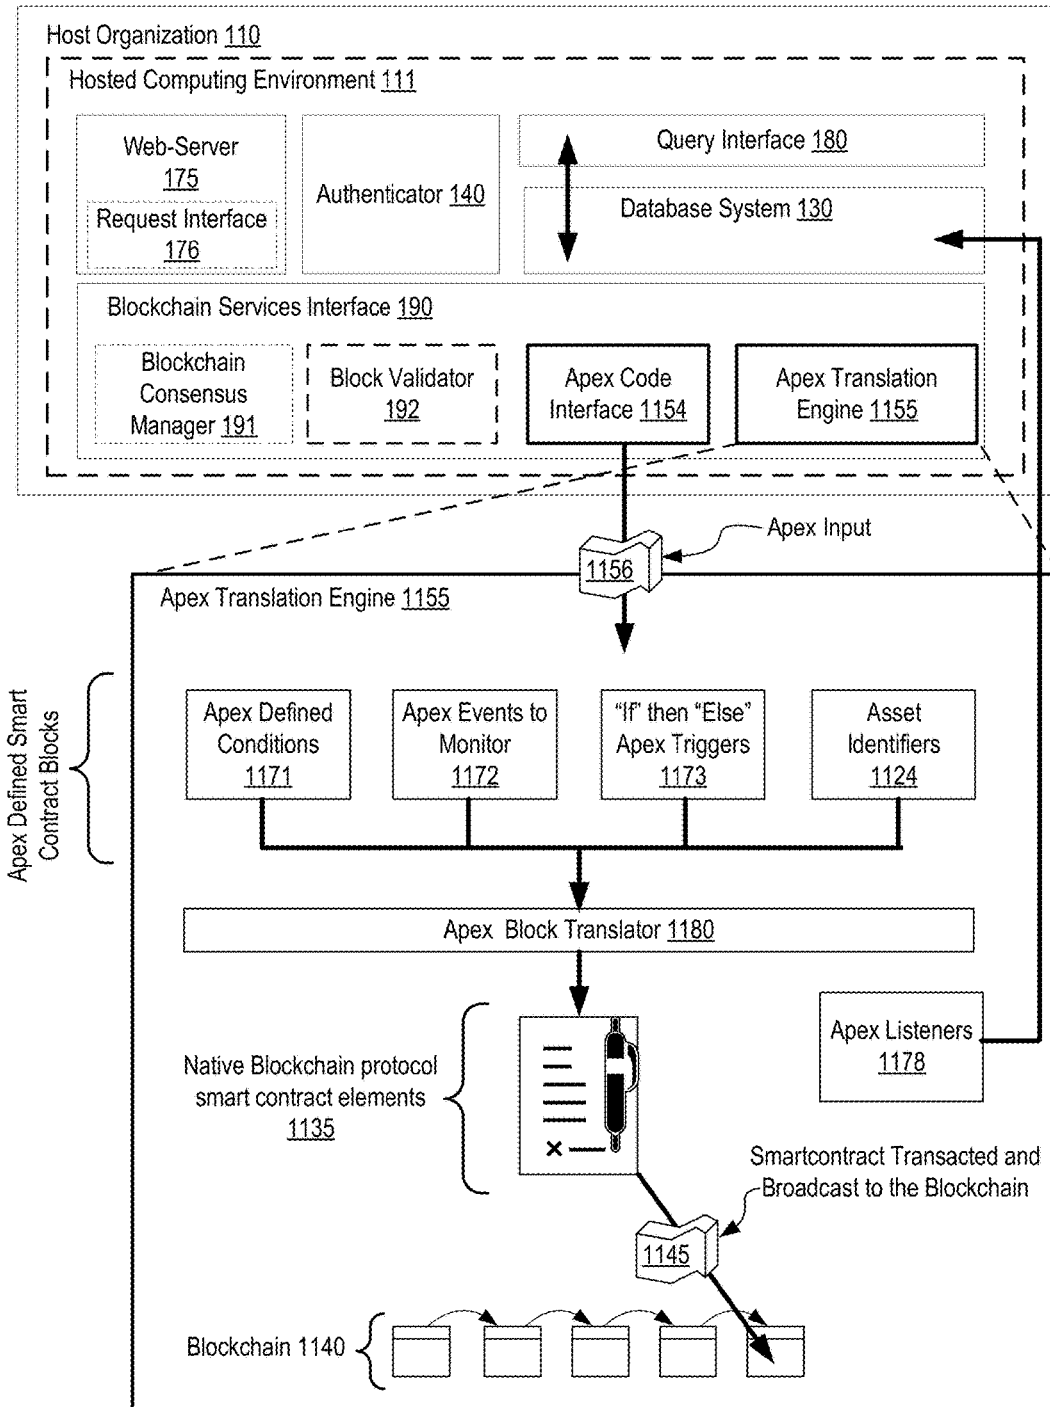 Host Organization 110
Hosted Computing Environment 111
Web-Server
175
Request Interface
176
Authenticator 140
Query Interface 180
Database System 130
Blockchain Services Interface 190
Blockchain
Consensus
Manager 191
Block Validator
192
Apex Code
Interface 1154
Apex Translation
Engine 1155
Apex Input
1156
Apex Translation Engine 1155
Apex Defined Smart
Contract Blocks
Apex Defined
Conditions
1171
Apex Events to
Monitor
1172
“If” then “Else”
Apex Triggers
1173
Asset
Identifiers
1124
Apex Block Translator 1180
Native Blockchain protocol
smart contract elements
1135
Apex Listeners
1178
Smartcontract Transacted and
Broadcast to the Blockchain
1145
Blockchain 1140